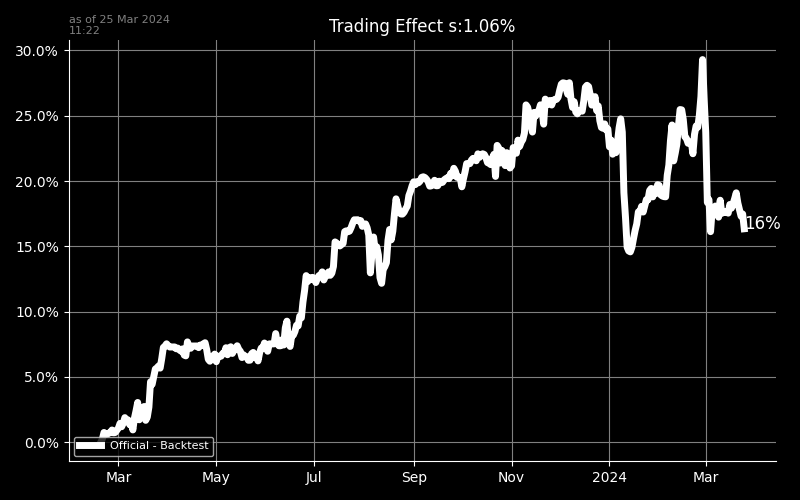 as of 25 Mar 2024
11:22
Trading Effect s:1.06%
30.0%
25.0%
20.0%
15.0%
10.0%
5.0%
0.0%
16%
Official - Backtest
Mar
May
Jul
Sep
Nov
2024
Mar